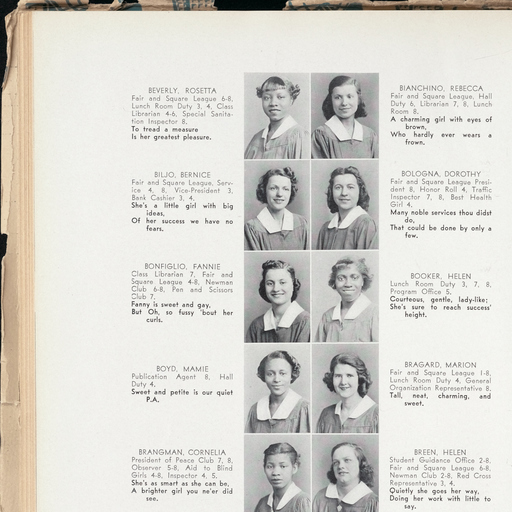 BEVERLY, ROSETTA
Fair and Square League 6-8,
Lunch Room Duty 3, 4, Class
Librarian 4-6, Special Sanita-
tion Inspector 8.
To tread a measure
Is her greatest pleasure.
BIANCHINO, REBECCA
Fair and Square League, Hall
Duty 6, Librarian 7, 8, Lunch
Room 8.
A charming girl with eyes of
brown,
Who hardly ever wears a
frown.
BILJO, BERNICE
Fair and Square League, Serv-
ice 4, 8, Vice-President 3,
Bank Cashier 3, 4.
She's a little girl with big
ideas,
Of her success we have no
fears.
BOLOGNA, DOROTHY
Fair and Square League Presi-
dent 8, Honor Roll 4, Traffic
Inspector 7, 8, Best Health
Girl 4.
Many noble services thou didst
do,
That could be done by only a
few.
BONFIGLIO, FANNIE
Class Librarian 7, Fair and
Square League 4-8, Newman
Club 6-8, Pen and Scissors
Club 7.
Fanny is sweet and gay,
But Oh, so fussy 'bout her
curls.
BOOKER, HELEN
Lunch Room Duty 3, 7, 8,
Program Office 5.
Courteous, gentle, lady-like;
She's sure to reach success'
height.
BOYD, MAMIE
Publication Agent 8, Hall
Duty 4.
Sweet and petite is our quiet
P.A.
BRAGARD, MARION
Fair and Square League 1-8,
Lunch Room Duty 4, General
Organization Representative 8.
Tall, neat, charming, and
sweet.
BRANGMAN, CORNELIA
President of Peace Club 7, 8,
Observer 5-8, Aid to Blind
Girls 4-8, Inspector 4, 5.
She's as smart as she can be,
A brighter girl you ne'er did
see.
BREEN, HELEN
Student Guidance Office 2-8,
Fair and Square League 6-8,
Newman Club 2-8, Red Cross
Representative 3, 4.
Quietly she goes her way,
Doing her work with little to
say.